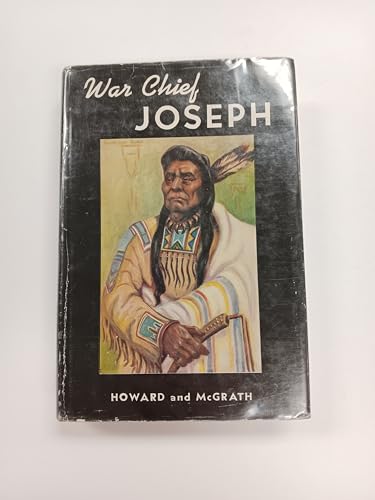 War Chief
JOSEPH
HOWARD and McGRATH